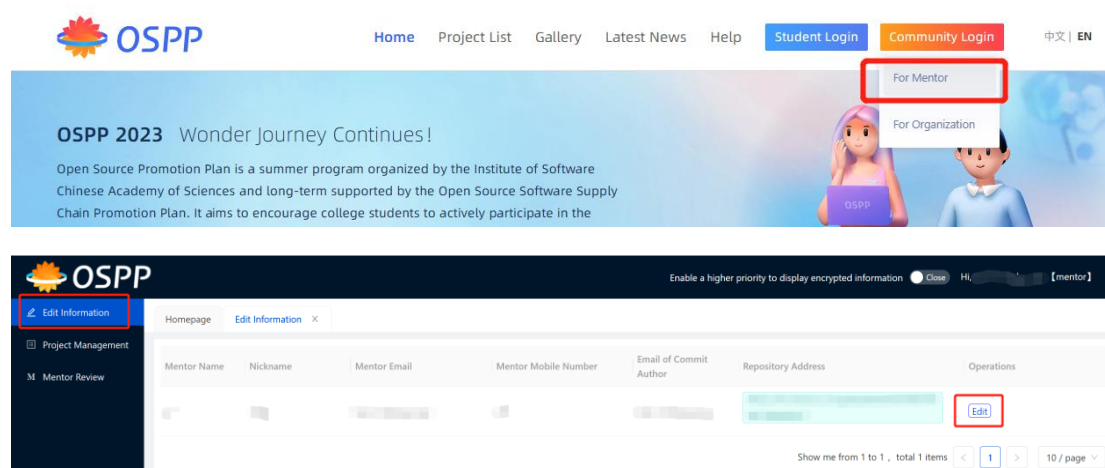 OSPP
Home Project List Gallery Latest News Help Student Login Community Login 中文 | EN
For Mentor
For Organization
OSPP 2023 Wonder Journey Continues!
Open Source Promotion Plan is a summer program organized by the Institute of Software
Chinese Academy of Sciences and long-term supported by the Open Source Software Supply
Chain Promotion Plan. It aims to encourage college students to actively participate in the
OSPP
OSPP
Enable a higher priority to display encrypted information Close Hi, 【mentor】
Edit Information
Homepage Edit Information ×
Project Management
M Mentor Review
Mentor Name Nickname Mentor Email Mentor Mobile Number Email of Commit Author Repository Address Operations
Edit
Show me from 1 to 1 , total 1 items < 1 > 10 / page